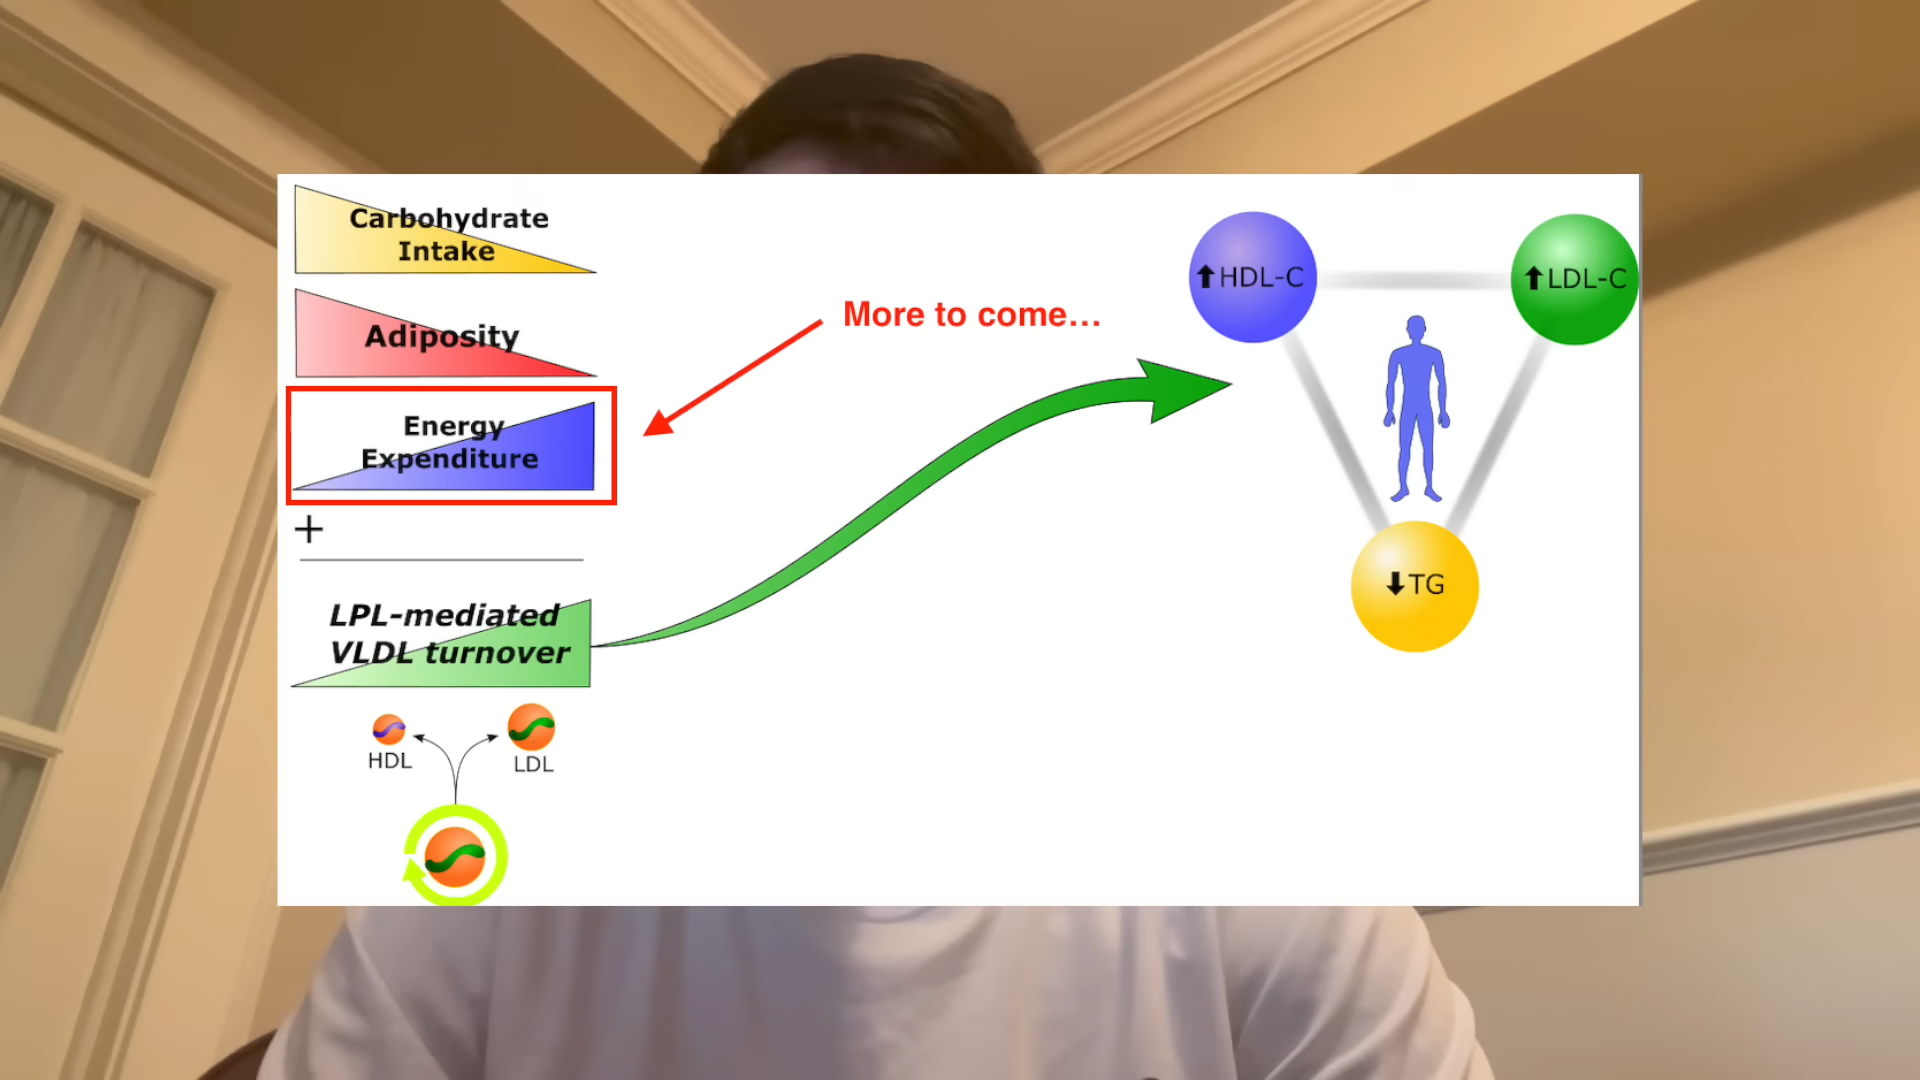 Carbohydrate
Intake
Adiposity
Energy
Expenditure
+
LPL-mediated
VLDL turnover
HDL
LDL
More to come...
⬆HDL-C
⬆LDL-C
⬇TG